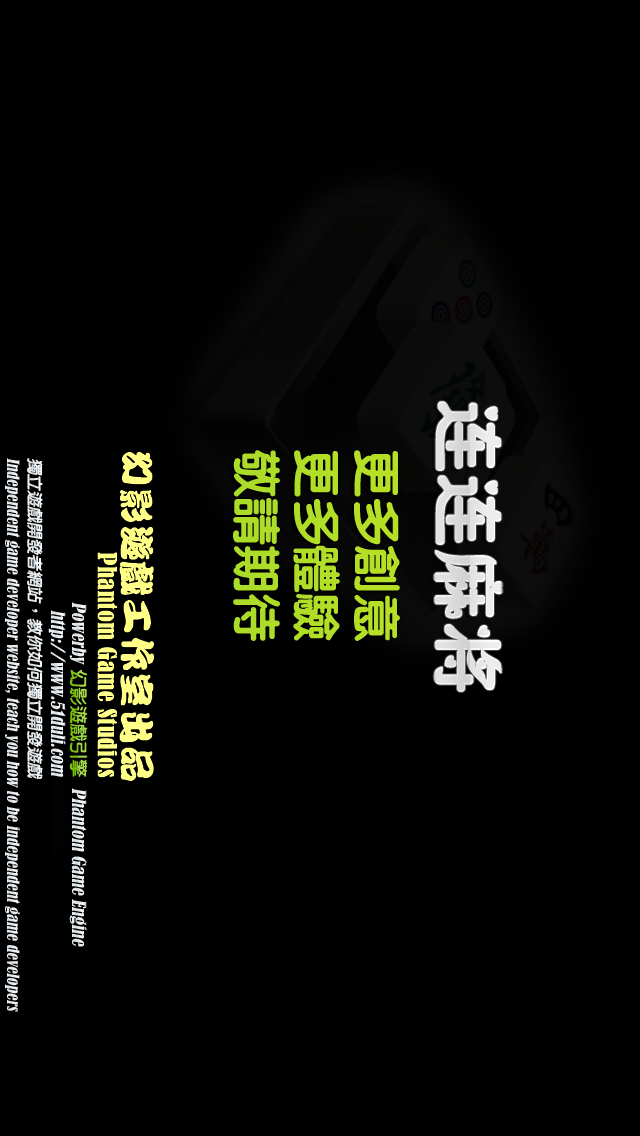 连连麻将
更多創意
更多體驗
敬請期待
幻影遊戲工作室出品
Phantom Game Studios
Powerby 幻影遊戲引擎 Phantom Game Engine
http://www.51duli.com
獨立遊戲開發者網站，教你如何獨立開發遊戲
Independent game developer website, teach you how to be independent game developers